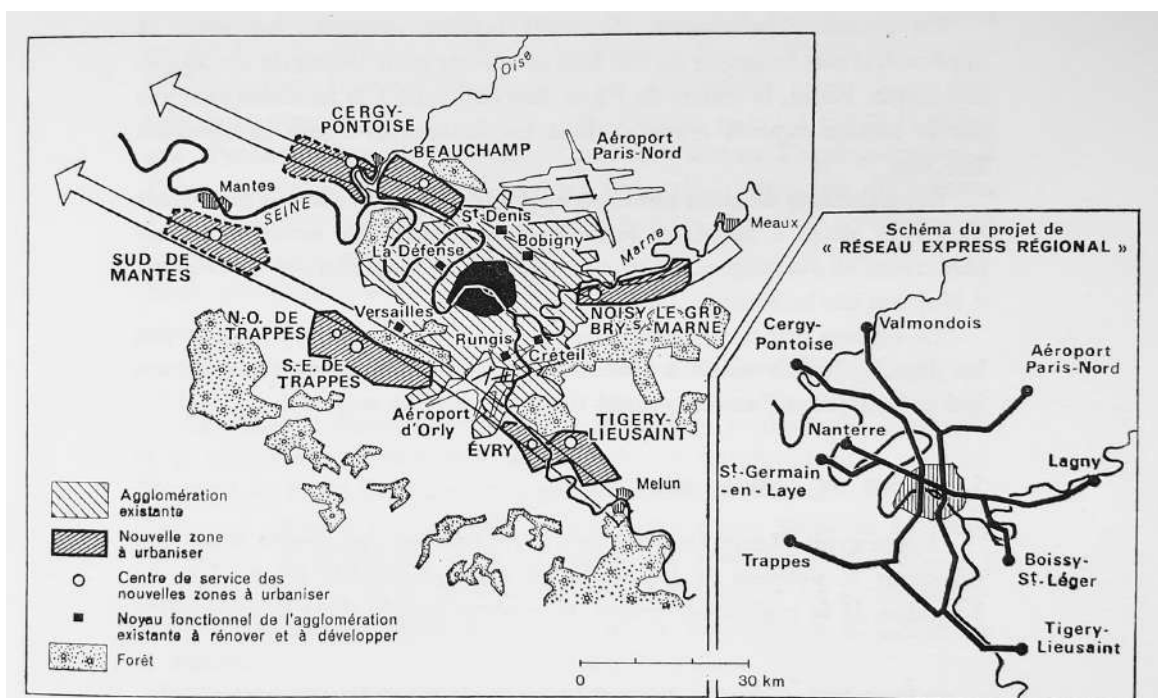 Oise
CERGY-
PONTOISE
BEAUCHAMP
Aéroport
Paris-Nord
Mantes
SEINE
St-Denis
Bobigny
Marne
Meaux
La Défense
SUD DE
MANTES
Versailles
NOISY-LE-GRD
BRY-S-MARNE
N.-O. DE
TRAPPES
Rungis
Créteil
S.-E. DE
TRAPPES
Aéroport
d'Orly
TIGERY-
LIEUSAINT
ÉVRY
Melun
Agglomération
existante
Nouvelle zone
à urbaniser
Centre de service des
nouvelles zones à urbaniser
Noyau fonctionnel de l'agglomération
existante à rénover et à développer
Forêt
0 30 km
Schéma du projet de
« RÉSEAU EXPRESS RÉGIONAL »
Valmondois
Cergy-
Pontoise
Aéroport
Paris-Nord
Nanterre
St-Germain
-en-Laye
Lagny
Trappes
Boissy-
St-Léger
Tigery-
Lieusaint